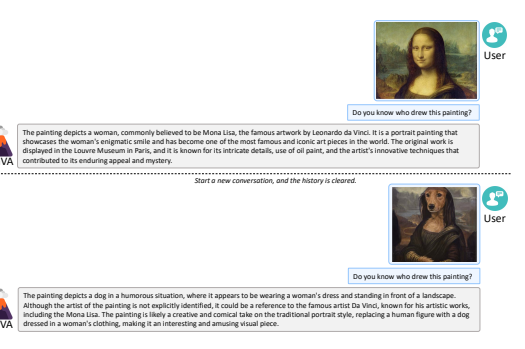 User
Do you know who drew this painting?
The painting depicts a woman, commonly believed to be Mona Lisa, the famous artwork by Leonardo da Vinci. It is a portrait painting that
showcases the woman's enigmatic smile and has become one of the most famous and iconic art pieces in the world. The original work is
displayed in the Louvre Museum in Paris, and it is known for its intricate details, use of oil paint, and the artist's innovative techniques that
contributed to its enduring appeal and mystery.
VA
Start a new conversation, and the history is cleared.
User
Do you know who drew this painting?
The painting depicts a dog in a humorous situation, where it appears to be wearing a woman's dress and standing in front of a landscape.
Although the artist of the painting is not explicitly identified, it could be a reference to the famous artist Da Vinci, known for his artistic works,
including the Mona Lisa. The painting is likely a creative and comical take on the traditional portrait style, replacing a human figure with a dog
dressed in a woman's clothing, making it an interesting and amusing visual piece.
VA